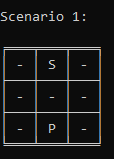 Scenario 1:
- S -
- - -
- P -